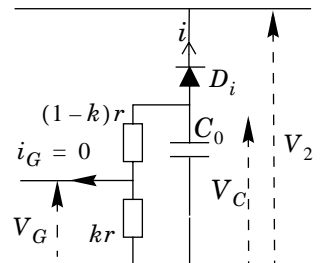 i
D_i
(1-k)r
C_0
i_G = 0
V_2
V_C
V_G
kr